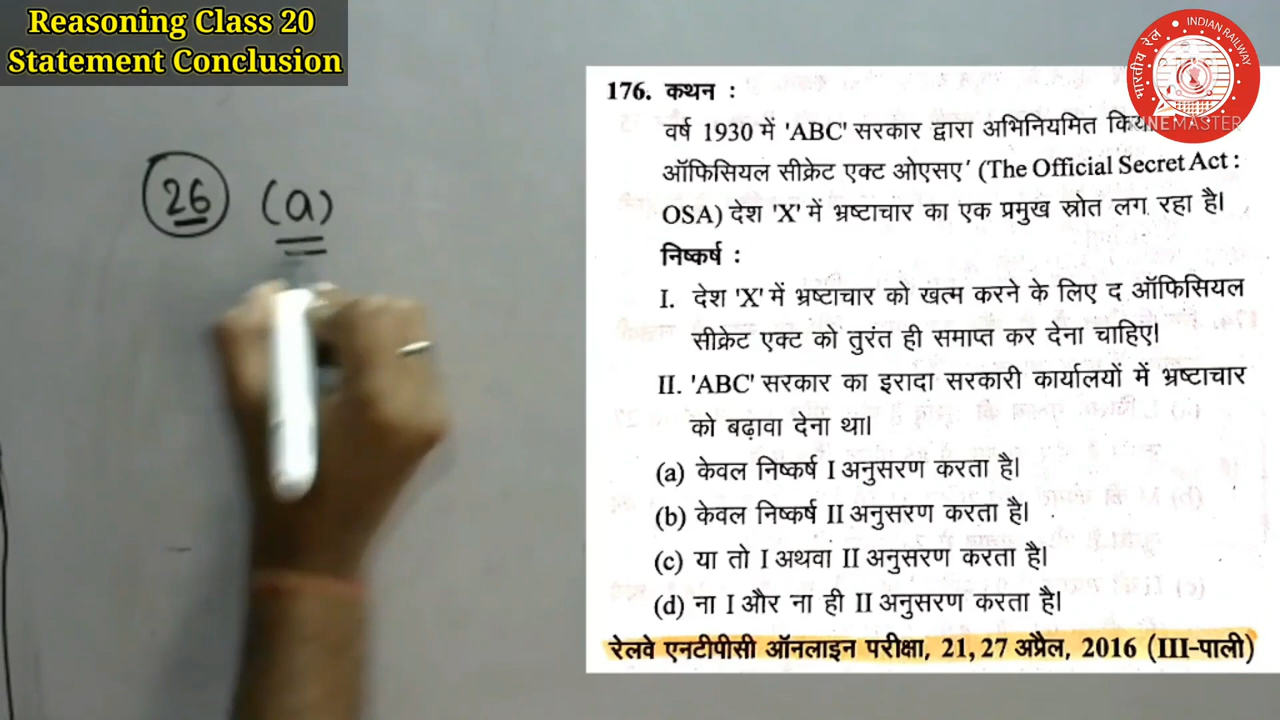 Reasoning Class 20
Statement Conclusion
भारतीय रेल
INDIAN RAILWAY
NEMASTER
26 (a)
176. कथन :
वर्ष 1930 में 'ABC' सरकार द्वारा अभिनियमित
ऑफिसियल सीक्रेट एक्ट ओएसए' (The Official Secret Act :
OSA) देश 'X' में भ्रष्टाचार का एक प्रमुख स्रोत लग रहा है।
निष्कर्ष :
I. देश 'X' में भ्रष्टाचार को खत्म करने के लिए द ऑफिसियल
सीक्रेट एक्ट को तुरंत ही समाप्त कर देना चाहिए।
II. 'ABC' सरकार का इरादा सरकारी कार्यालयों में भ्रष्टाचार
को बढ़ावा देना था।
(a) केवल निष्कर्ष I अनुसरण करता है।
(b) केवल निष्कर्ष II अनुसरण करता है।
(c) या तो I अथवा II अनुसरण करता है।
(d) ना I और ना ही II अनुसरण करता है।
रेलवे एनटीपीसी ऑनलाइन परीक्षा, 21, 27 अप्रैल, 2016 (III-पाली)